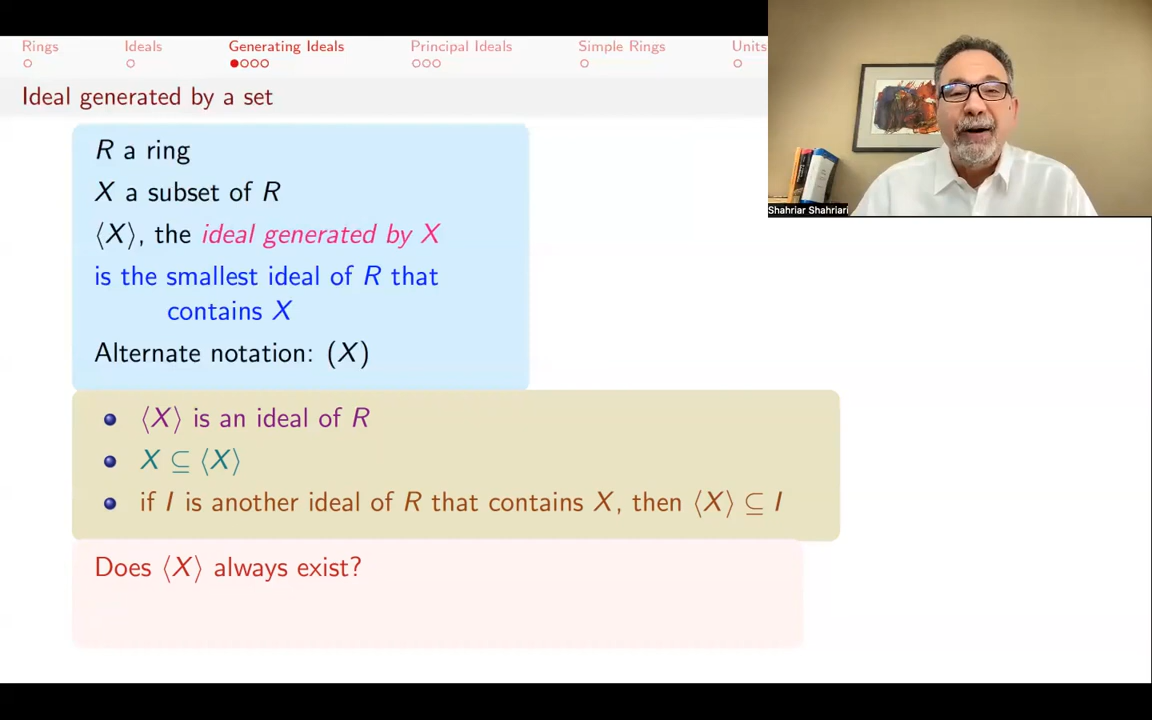 Rings Ideals Generating Ideals Principal Ideals Simple Rings Units
Ideal generated by a set
R a ring
X a subset of R
⟨X⟩, the ideal generated by X
is the smallest ideal of R that
contains X
Alternate notation: (X)
⟨X⟩ is an ideal of R
X ⊆ ⟨X⟩
if I is another ideal of R that contains X, then ⟨X⟩ ⊆ I
Does ⟨X⟩ always exist?
Shahriar Shahriari